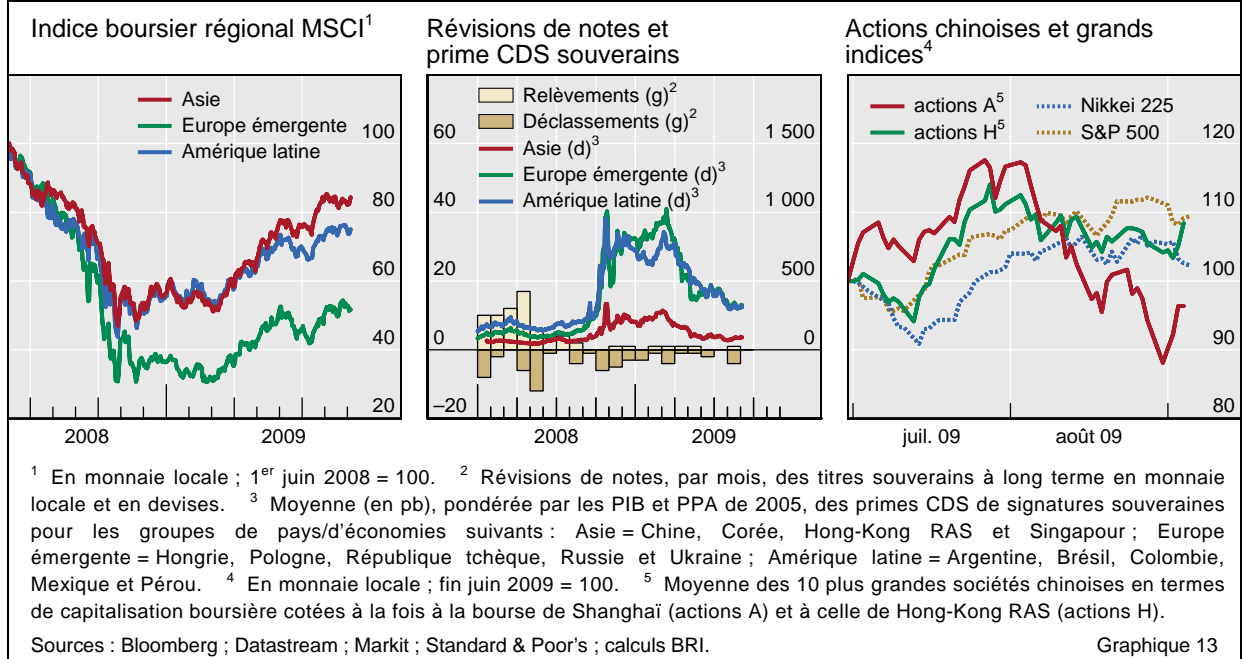 Indice boursier régional MSCI¹
Asie
Europe émergente
Amérique latine
100
80
60
40
20
2008
2009
Révisions de notes et
prime CDS souverains
Relèvements (g)²
Déclassements (g)²
Asie (d)³
Europe émergente (d)³
Amérique latine (d)³
60
40
20
0
–20
1 500
1 000
500
0
2008
2009
Actions chinoises et grands
indices⁴
actions A⁵
actions H⁵
Nikkei 225
S&P 500
120
110
100
90
80
juil. 09
août 09
¹ En monnaie locale ; 1er juin 2008 = 100. ² Révisions de notes, par mois, des titres souverains à long terme en monnaie
locale et en devises. ³ Moyenne (en pb), pondérée par les PIB et PPA de 2005, des primes CDS de signatures souveraines
pour les groupes de pays/d’économies suivants : Asie = Chine, Corée, Hong-Kong RAS et Singapour ; Europe
émergente = Hongrie, Pologne, République tchèque, Russie et Ukraine ; Amérique latine = Argentine, Brésil, Colombie,
Mexique et Pérou. ⁴ En monnaie locale ; fin juin 2009 = 100. ⁵ Moyenne des 10 plus grandes sociétés chinoises en termes
de capitalisation boursière cotées à la fois à la bourse de Shanghaï (actions A) et à celle de Hong-Kong RAS (actions H).
Sources : Bloomberg ; Datastream ; Markit ; Standard & Poor’s ; calculs BRI.
Graphique 13